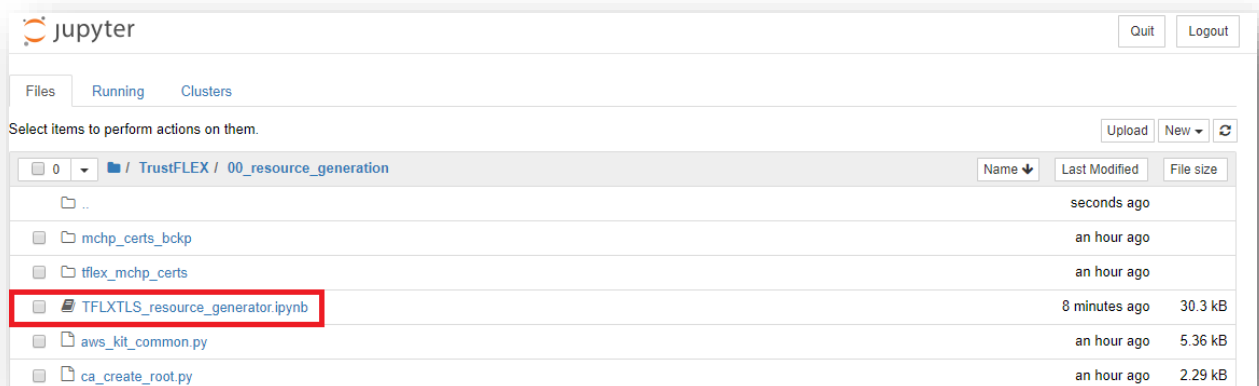 jupyter
Quit Logout
Files Running Clusters
Select items to perform actions on them.
Upload New
0 / TrustFLEX / 00_resource_generation Name Last Modified File size
.. seconds ago
mchp_certs_bckp an hour ago
tflex_mchp_certs an hour ago
TFLXTLS_resource_generator.ipynb 8 minutes ago 30.3 kB
aws_kit_common.py an hour ago 5.36 kB
ca_create_root.py an hour ago 2.29 kB